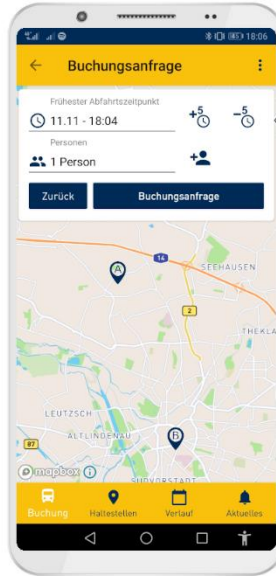 18:06
Buchungsanfrage
Frühester Abfahrtszeitpunkt
11.11 - 18:04
+5
-5
Personen
1 Person
Zurück
Buchungsanfrage
14
A
SEEHAUSEN
2
THEKLA
LEUTZSCH
ALTLINDENAU
B
87
mapbox
SÜDVORSTADT
Buchung
Haltestellen
Verlauf
Aktuelles